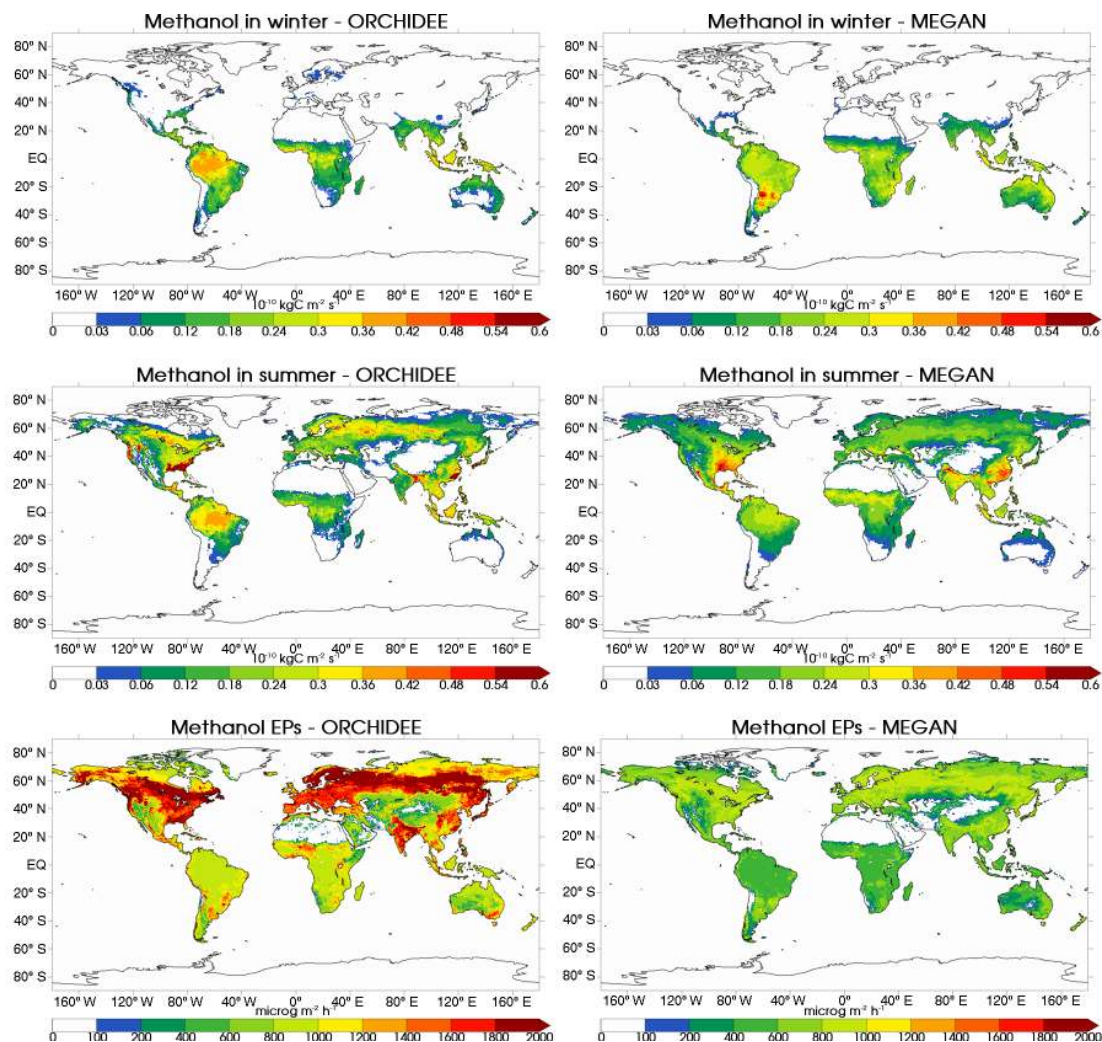 Methanol in winter - ORCHIDEE
80° N
60° N
40° N
20° N
EQ
20° S
40° S
60° S
80° S
160° W 120° W 80° W 40° W 0° 40° E 80° E 120° E 160° E
10⁻¹⁰ kgC m⁻² s⁻¹
0 0.03 0.06 0.12 0.18 0.24 0.3 0.36 0.42 0.48 0.54 0.6
Methanol in winter - MEGAN
80° N
60° N
40° N
20° N
EQ
20° S
40° S
60° S
80° S
160° W 120° W 80° W 40° W 0° 40° E 80° E 120° E 160° E
10⁻¹⁰ kgC m⁻² s⁻¹
0 0.03 0.06 0.12 0.18 0.24 0.3 0.36 0.42 0.48 0.54 0.6
Methanol in summer - ORCHIDEE
80° N
60° N
40° N
20° N
EQ
20° S
40° S
60° S
80° S
160° W 120° W 80° W 40° W 0° 40° E 80° E 120° E 160° E
10⁻¹⁰ kgC m⁻² s⁻¹
0 0.03 0.06 0.12 0.18 0.24 0.3 0.36 0.42 0.48 0.54 0.6
Methanol in summer - MEGAN
80° N
60° N
40° N
20° N
EQ
20° S
40° S
60° S
80° S
160° W 120° W 80° W 40° W 0° 40° E 80° E 120° E 160° E
10⁻¹⁰ kgC m⁻² s⁻¹
0 0.03 0.06 0.12 0.18 0.24 0.3 0.36 0.42 0.48 0.54 0.6
Methanol EPs - ORCHIDEE
80° N
60° N
40° N
20° N
EQ
20° S
40° S
60° S
80° S
160° W 120° W 80° W 40° W 0° 40° E 80° E 120° E 160° E
microg m⁻² h⁻¹
0 100 200 400 600 800 1000 1200 1400 1600 1800 2000
Methanol EPs - MEGAN
80° N
60° N
40° N
20° N
EQ
20° S
40° S
60° S
80° S
160° W 120° W 80° W 40° W 0° 40° E 80° E 120° E 160° E
microg m⁻² h⁻¹
0 100 200 400 600 800 1000 1200 1400 1600 1800 2000